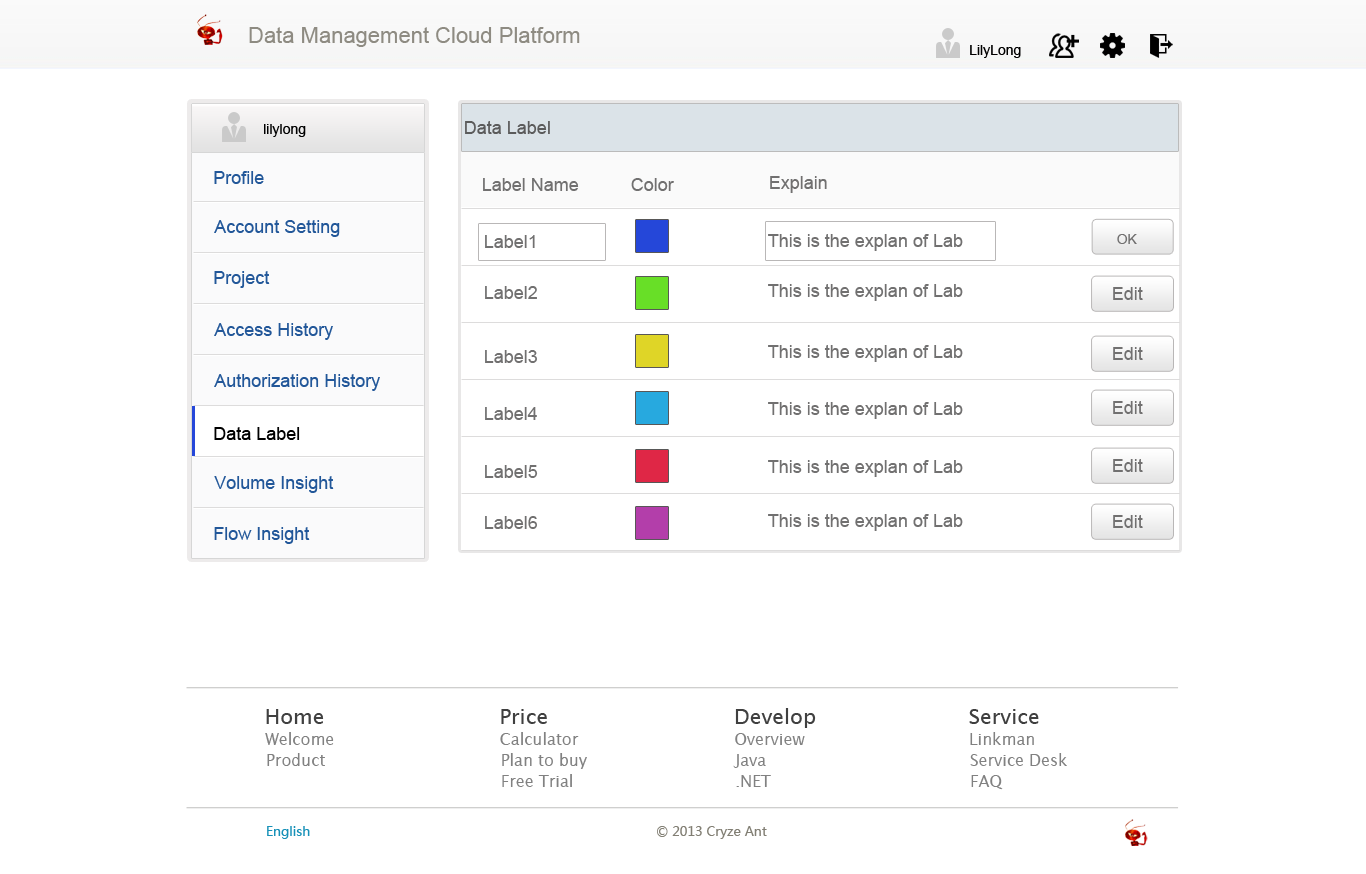 Data Management Cloud Platform
LilyLong
lilylong
Profile
Account Setting
Project
Access History
Authorization History
Data Label
Volume Insight
Flow Insight
Data Label
Label Name Color Explain
Label1 This is the explan of Lab OK
Label2 This is the explan of Lab Edit
Label3 This is the explan of Lab Edit
Label4 This is the explan of Lab Edit
Label5 This is the explan of Lab Edit
Label6 This is the explan of Lab Edit
Home Price Develop Service
Welcome Calculator Overview Linkman
Product Plan to buy Java Service Desk
Free Trial .NET FAQ
English © 2013 Cryze Ant